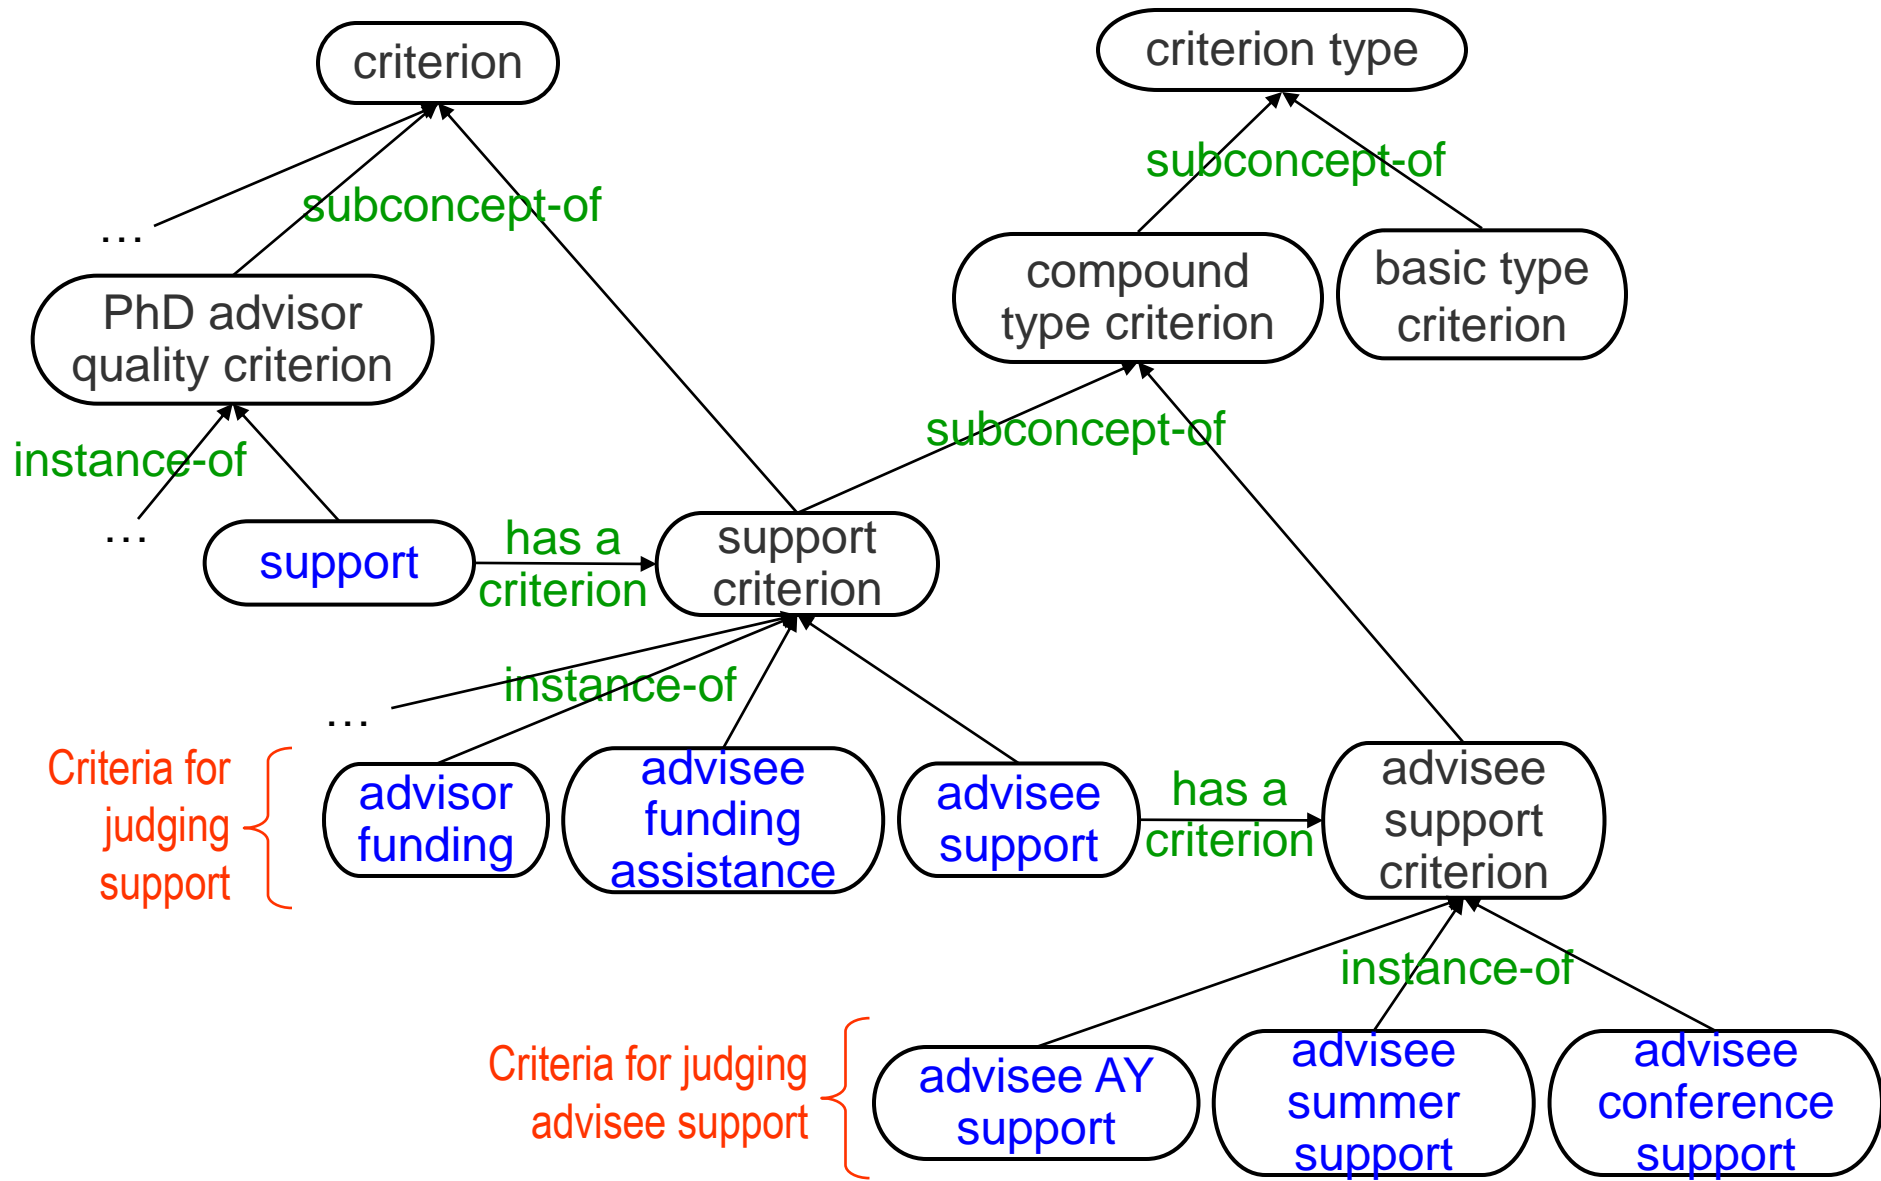 criterion
criterion type
subconcept-of
subconcept-of
...
PhD advisor
quality criterion
compound
type criterion
basic type
criterion
instance-of
subconcept-of
...
support
has a
criterion
support
criterion
instance-of
...
Criteria for
judging
support
advisor
funding
advisee
funding
assistance
advisee
support
has a
criterion
advisee
support
criterion
instance-of
Criteria for judging
advisee support
advisee AY
support
advisee
summer
support
advisee
conference
support